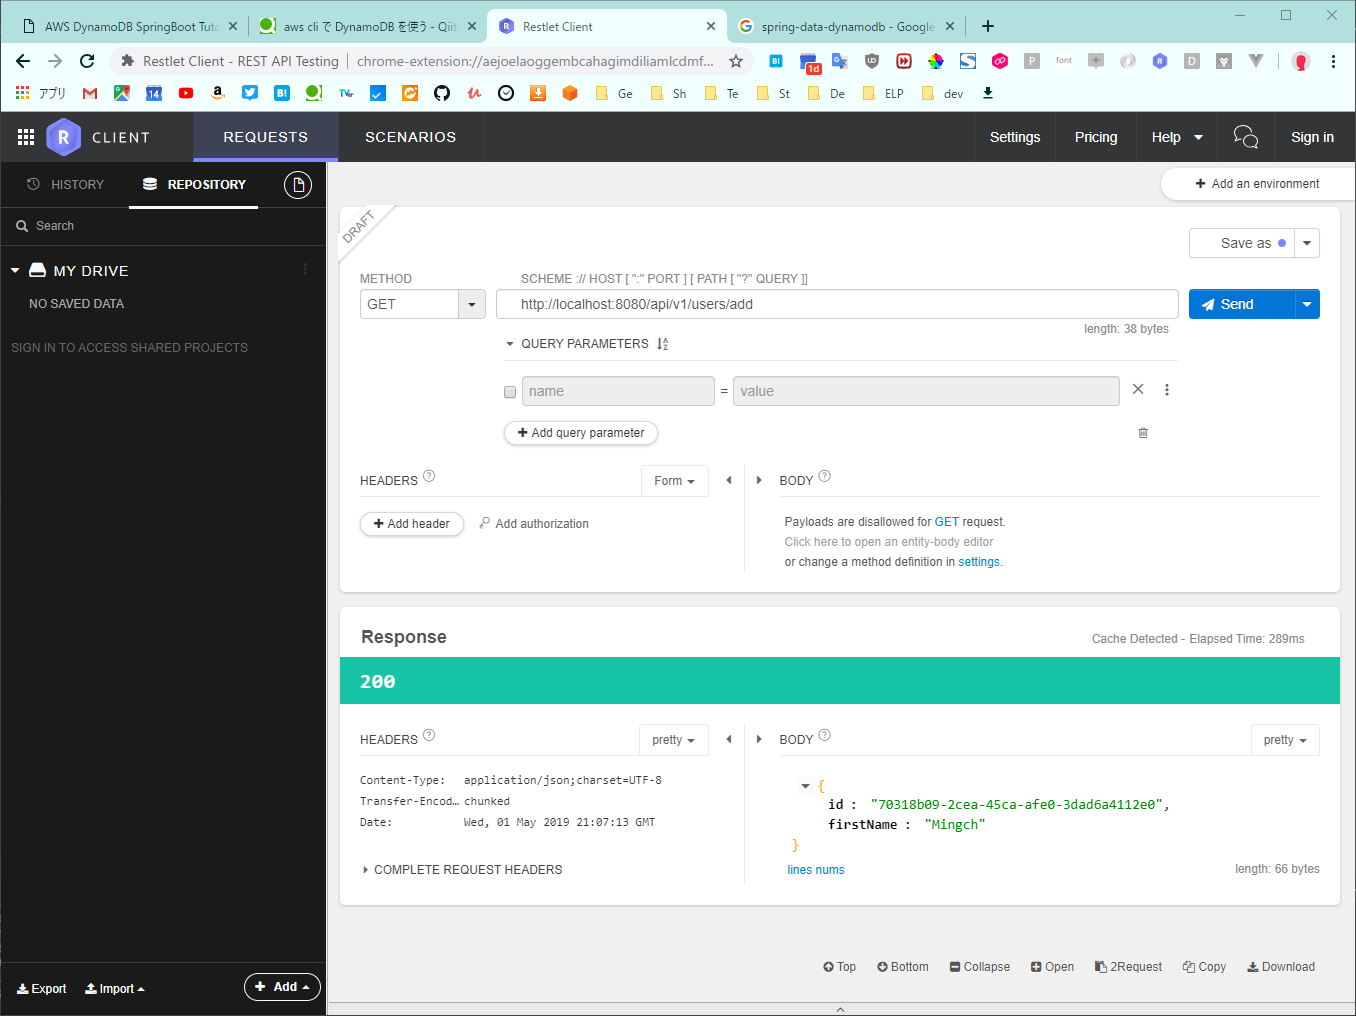 AWS DynamoDB SpringBoot Tuto
aws cli で DynamoDB を使う - Qiit
Restlet Client
spring-data-dynamodb - Google
Restlet Client - REST API Testing
chrome-extension://aejoelaoggembcahagimdiliamlcdmf...
アプリ
Ge
Sh
Te
St
De
ELP
dev
R CLIENT
REQUESTS
SCENARIOS
Settings
Pricing
Help
Sign in
HISTORY
REPOSITORY
Search
MY DRIVE
NO SAVED DATA
SIGN IN TO ACCESS SHARED PROJECTS
Export
Import
+ Add
+ Add an environment
DRAFT
Save as
METHOD
SCHEME :// HOST [ ":" PORT ] [ PATH [ "?" QUERY ]]
GET
http://localhost:8080/api/v1/users/add
Send
length: 38 bytes
QUERY PARAMETERS
name
=
value
+ Add query parameter
HEADERS ?
Form
BODY ?
+ Add header
Add authorization
Payloads are disallowed for GET request.
Click here to open an entity-body editor
or change a method definition in settings.
Response
Cache Detected - Elapsed Time: 289ms
200
HEADERS ?
pretty
BODY ?
pretty
Content-Type: application/json;charset=UTF-8
Transfer-Encod… chunked
Date: Wed, 01 May 2019 21:07:13 GMT
COMPLETE REQUEST HEADERS
{
id : "70318b09-2cea-45ca-afe0-3dad6a4112e0",
firstName : "Mingch"
}
lines nums
length: 66 bytes
Top
Bottom
Collapse
Open
2Request
Copy
Download